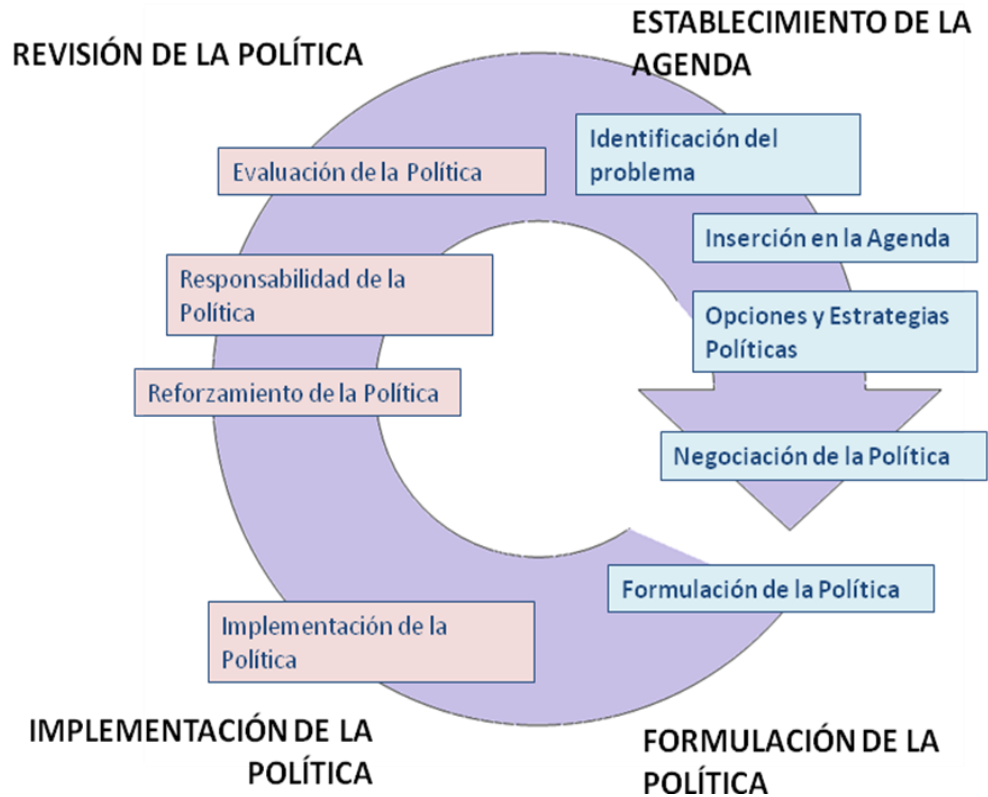 REVISIÓN DE LA POLÍTICA
ESTABLECIMIENTO DE LA
AGENDA
Identificación del
problema
Inserción en la Agenda
Opciones y Estrategias
Políticas
Negociación de la Política
Formulación de la Política
FORMULACIÓN DE LA
POLÍTICA
IMPLEMENTACIÓN DE LA
POLÍTICA
Implementación de la
Política
Reforzamiento de la Política
Responsabilidad de la
Política
Evaluación de la Política